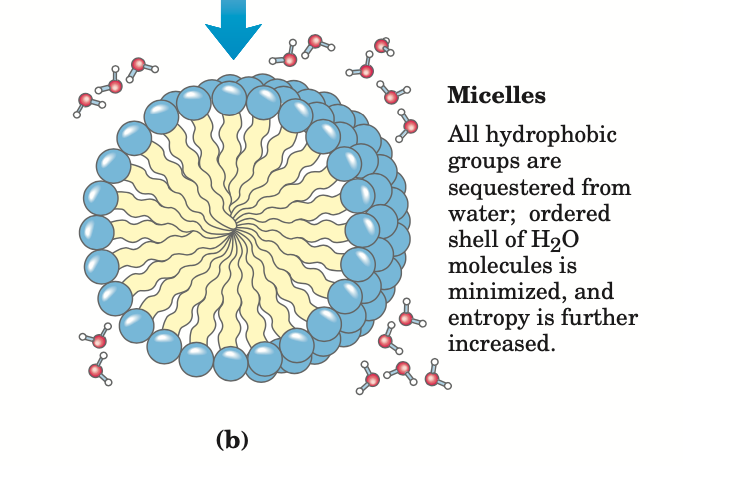 Micelles
All hydrophobic
groups are
sequestered from
water; ordered
shell of H₂O
molecules is
minimized, and
entropy is further
increased.
(b)